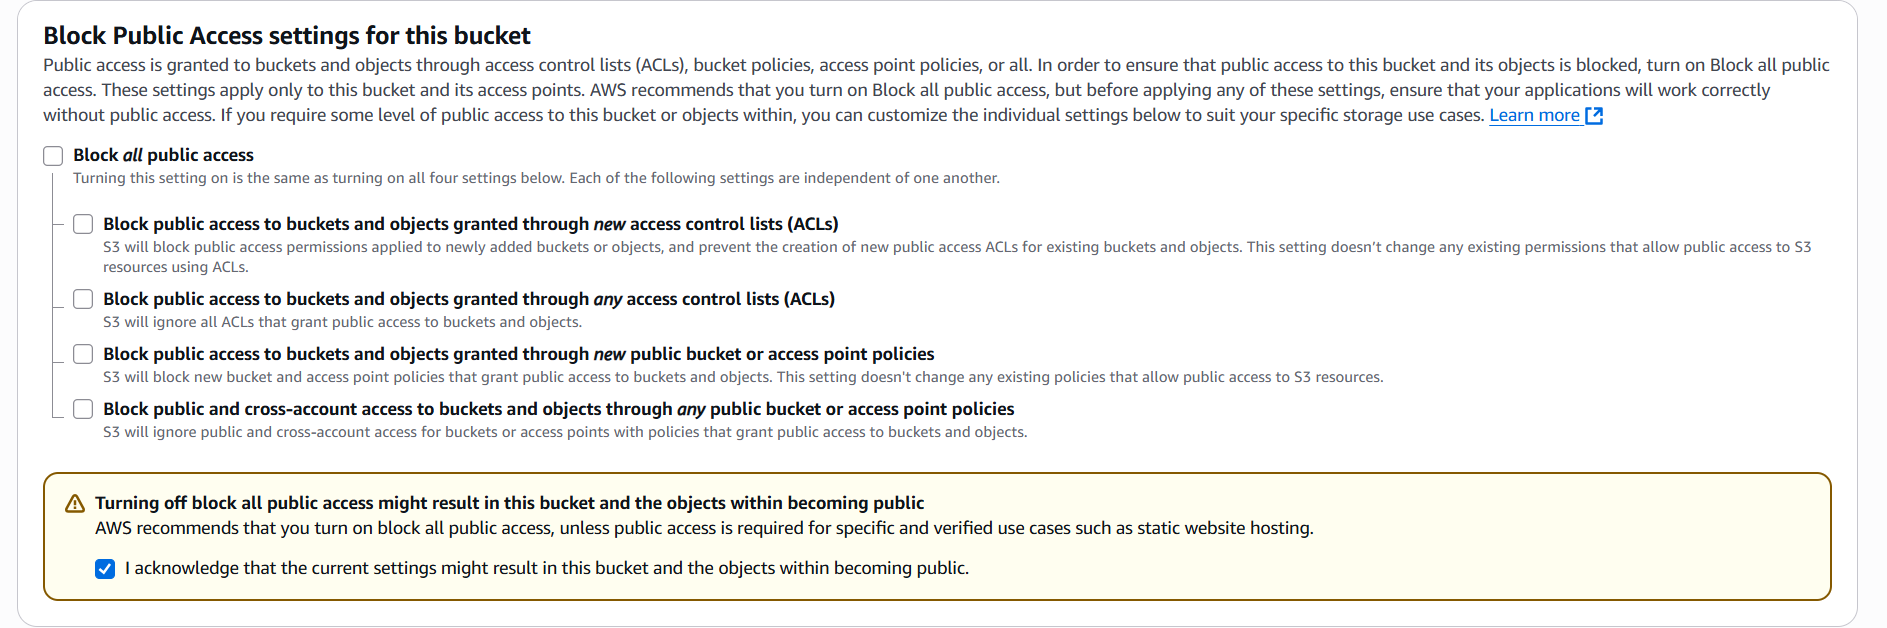 Block Public Access settings for this bucket
Public access is granted to buckets and objects through access control lists (ACLs), bucket policies, access point policies, or all. In order to ensure that public access to this bucket and its objects is blocked, turn on Block all public
access. These settings apply only to this bucket and its access points. AWS recommends that you turn on Block all public access, but before applying any of these settings, ensure that your applications will work correctly
without public access. If you require some level of public access to this bucket or objects within, you can customize the individual settings below to suit your specific storage use cases. Learn more
Block all public access
Turning this setting on is the same as turning on all four settings below. Each of the following settings are independent of one another.
Block public access to buckets and objects granted through new access control lists (ACLs)
S3 will block public access permissions applied to newly added buckets or objects, and prevent the creation of new public access ACLs for existing buckets and objects. This setting doesn’t change any existing permissions that allow public access to S3
resources using ACLs.
Block public access to buckets and objects granted through any access control lists (ACLs)
S3 will ignore all ACLs that grant public access to buckets and objects.
Block public access to buckets and objects granted through new public bucket or access point policies
S3 will block new bucket and access point policies that grant public access to buckets and objects. This setting doesn't change any existing policies that allow public access to S3 resources.
Block public and cross-account access to buckets and objects through any public bucket or access point policies
S3 will ignore public and cross-account access for buckets or access points with policies that grant public access to buckets and objects.
Turning off block all public access might result in this bucket and the objects within becoming public
AWS recommends that you turn on block all public access, unless public access is required for specific and verified use cases such as static website hosting.
I acknowledge that the current settings might result in this bucket and the objects within becoming public.